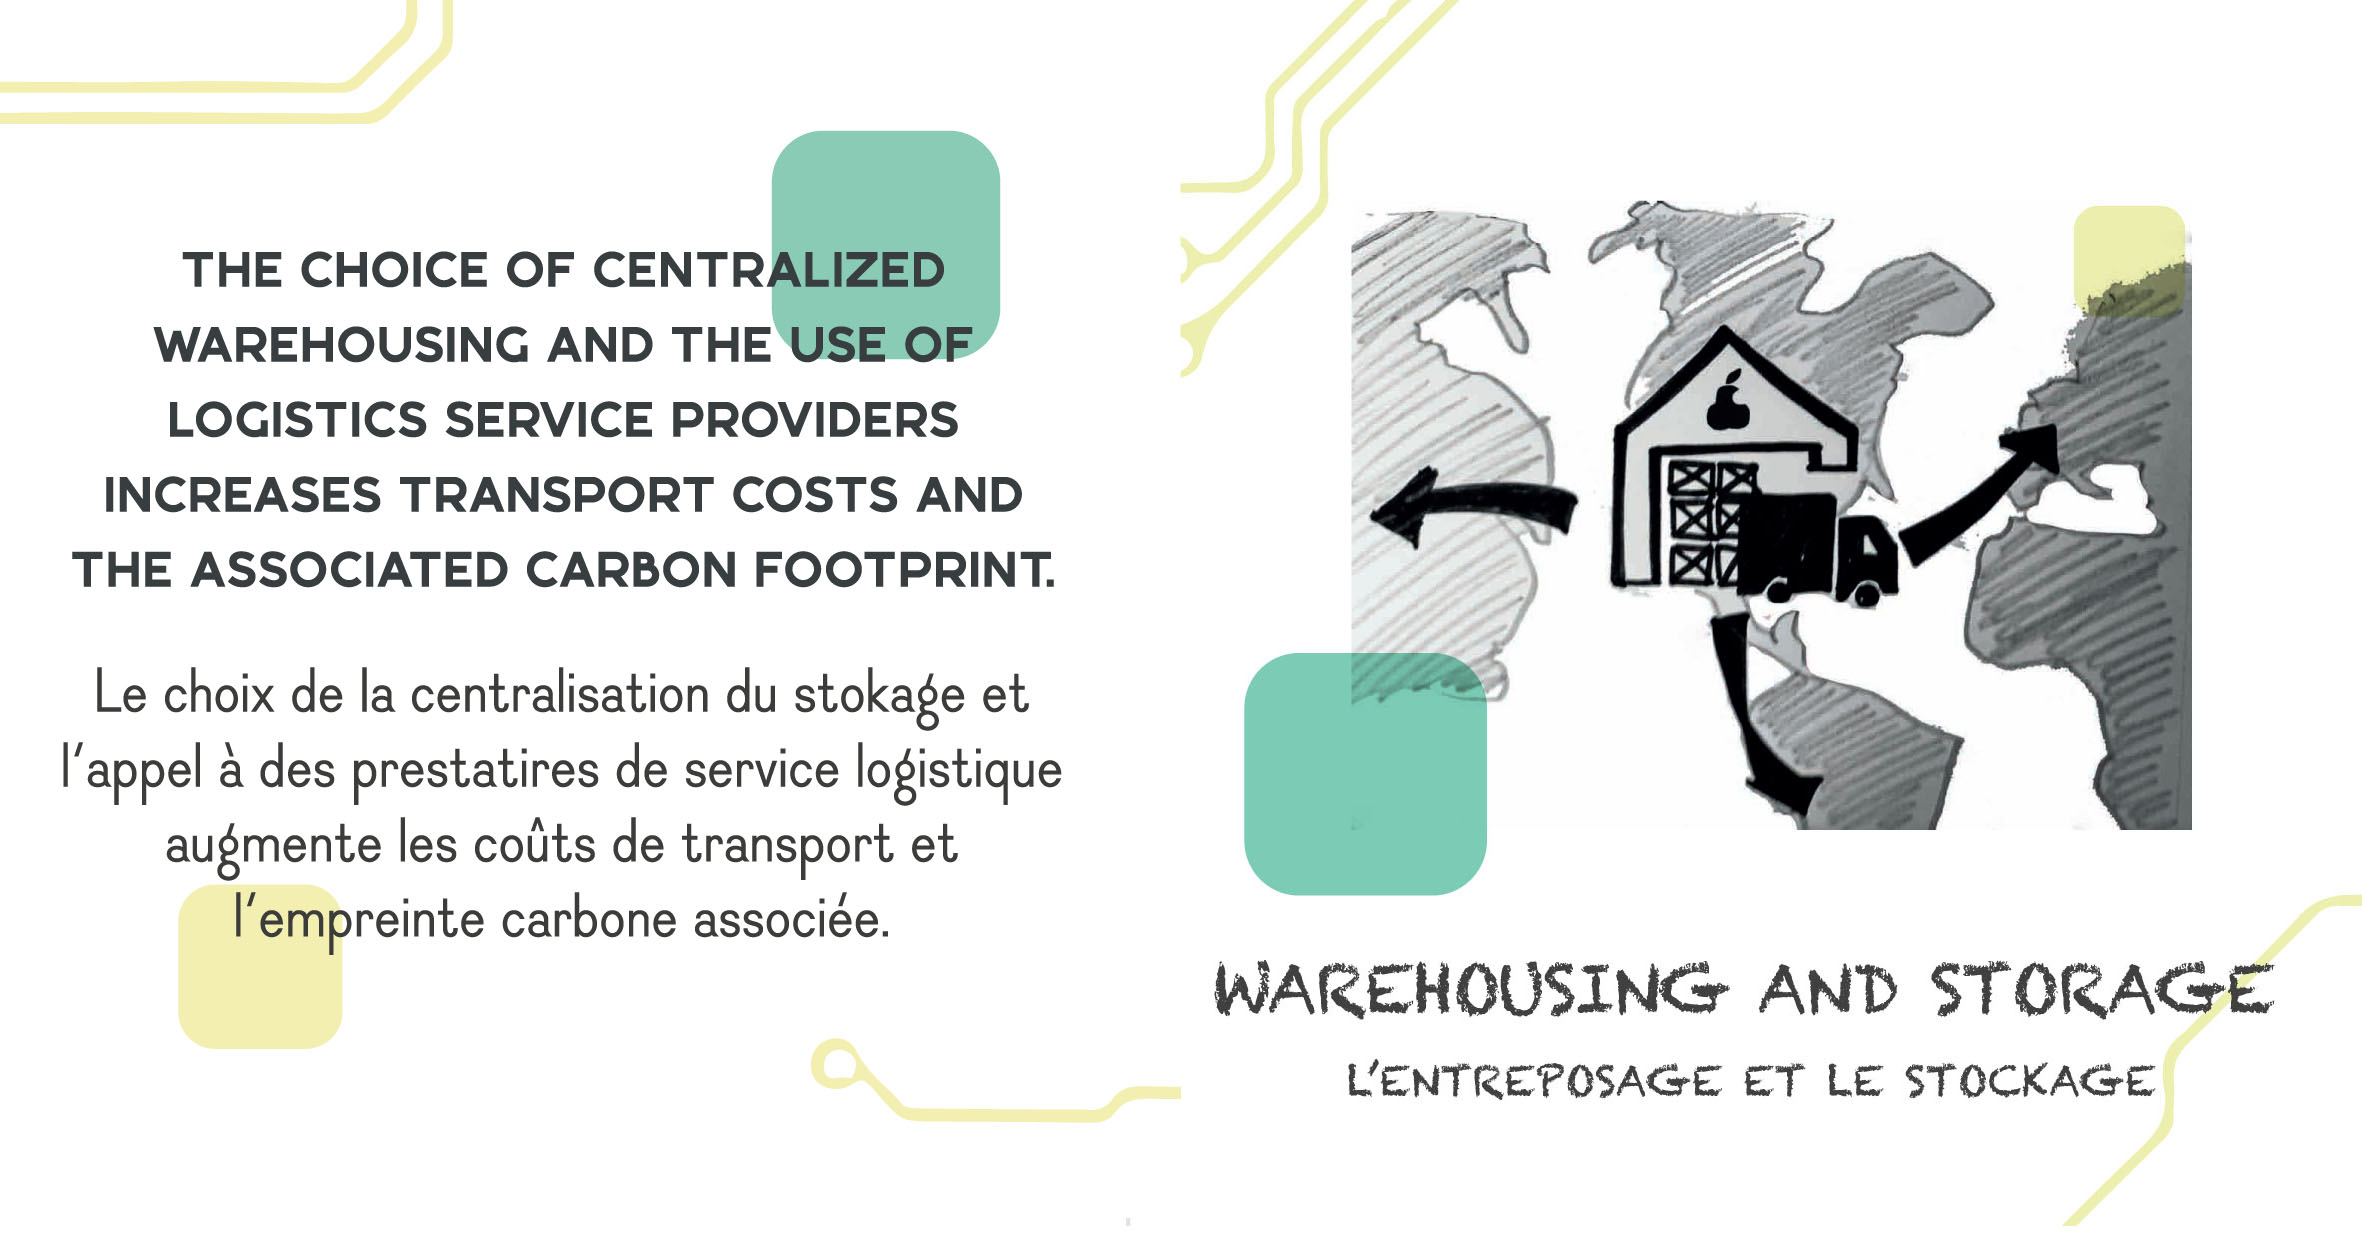 THE CHOICE OF CENTRALIZED
WAREHOUSING AND THE USE OF
LOGISTICS SERVICE PROVIDERS
INCREASES TRANSPORT COSTS AND
THE ASSOCIATED CARBON FOOTPRINT.
Le choix de la centralisation du stokage et
l'appel à des prestatires de service logistique
augmente les coûts de transport et
l'empreinte carbone associée.
WAREHOUSING AND STORAGE
L'ENTREPOSAGE ET LE STOCKAGE